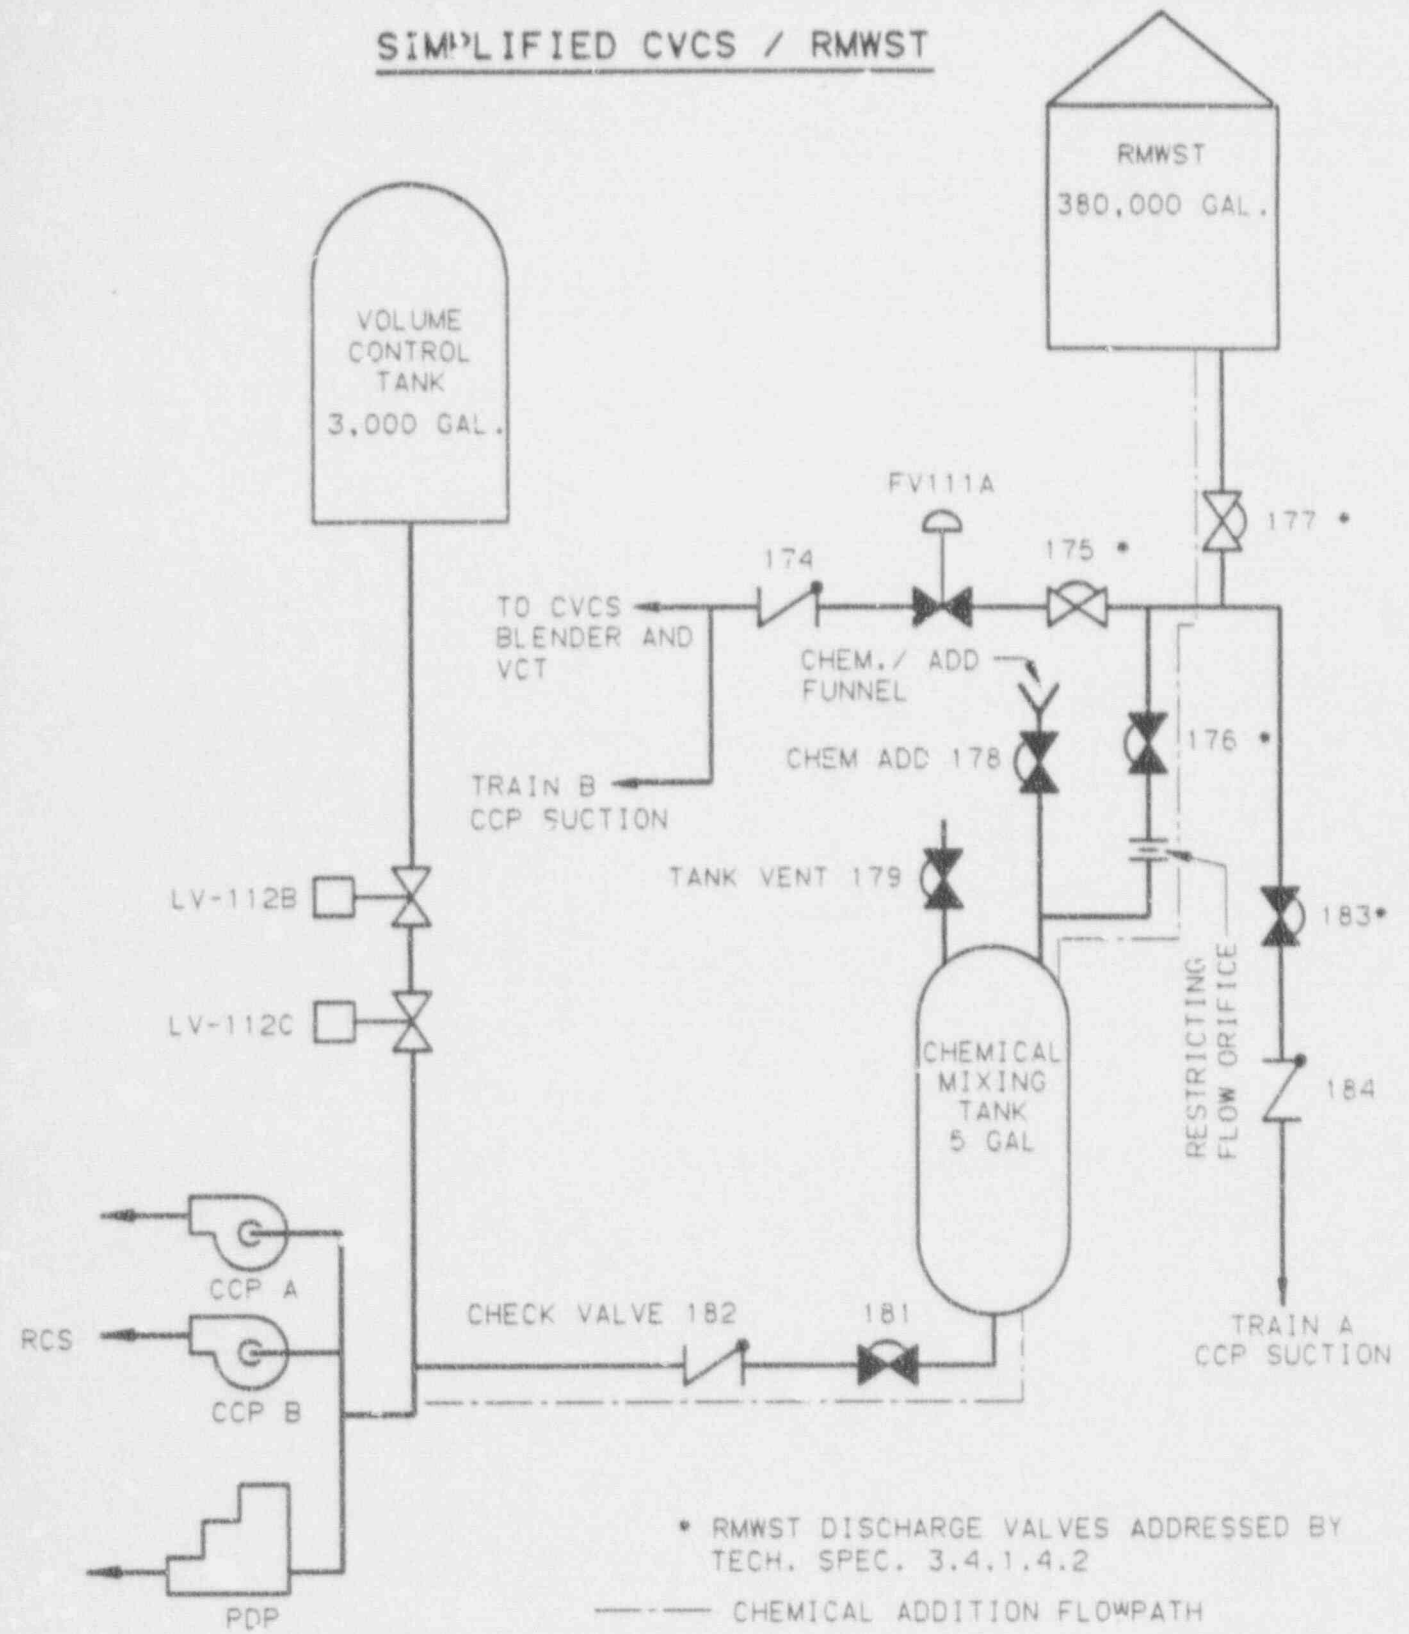 SIMPLIFIED CVCS / RMWST
RMWST
380,000 GAL.
VOLUME
CONTROL
TANK
3,000 GAL.
FV111A
177 •
174
175 •
TO CVCS
BLENDER AND
VCT
CHEM./ ADD
FUNNEL
176 •
CHEM ADD 178
TRAIN B
CCP SUCTION
TANK VENT 179
LV-112B
183•
RESTRICTING
FLOW ORIFICE
LV-112C
CHEMICAL
MIXING
TANK
5 GAL
184
CCP A
CHECK VALVE 182
181
TRAIN A
CCP SUCTION
RCS
CCP B
• RMWST DISCHARGE VALVES ADDRESSED BY
TECH. SPEC. 3.4.1.4.2
CHEMICAL ADDITION FLOWPATH
PDP